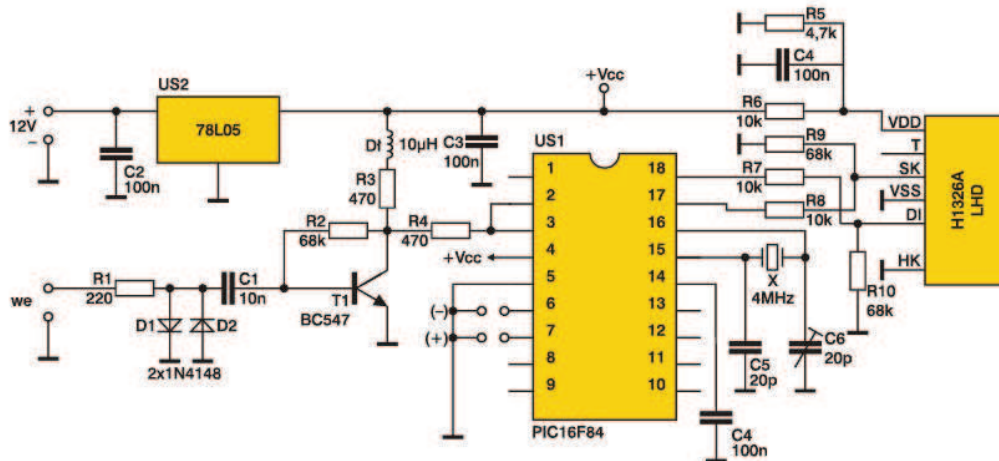 R5
4,7k
C4
100n
+Vcc
US2
78L05
+
12V
−
C2
100n
Df
10µH
C3
100n
R3
470
R2
68k
R4
470
+Vcc
we
R1
220
D1
D2
2x1N4148
C1
10n
T1
BC547
(−)
(+)
US1
1
2
3
4
5
6
7
8
9
18
17
16
15
14
13
12
11
10
PIC16F84
R6
10k
R9
68k
R7
10k
R8
10k
X
4MHz
R10
68k
C5
20p
C6
20p
C4
100n
VDD
T
SK
VSS
DI
HK
H1326A
LHD